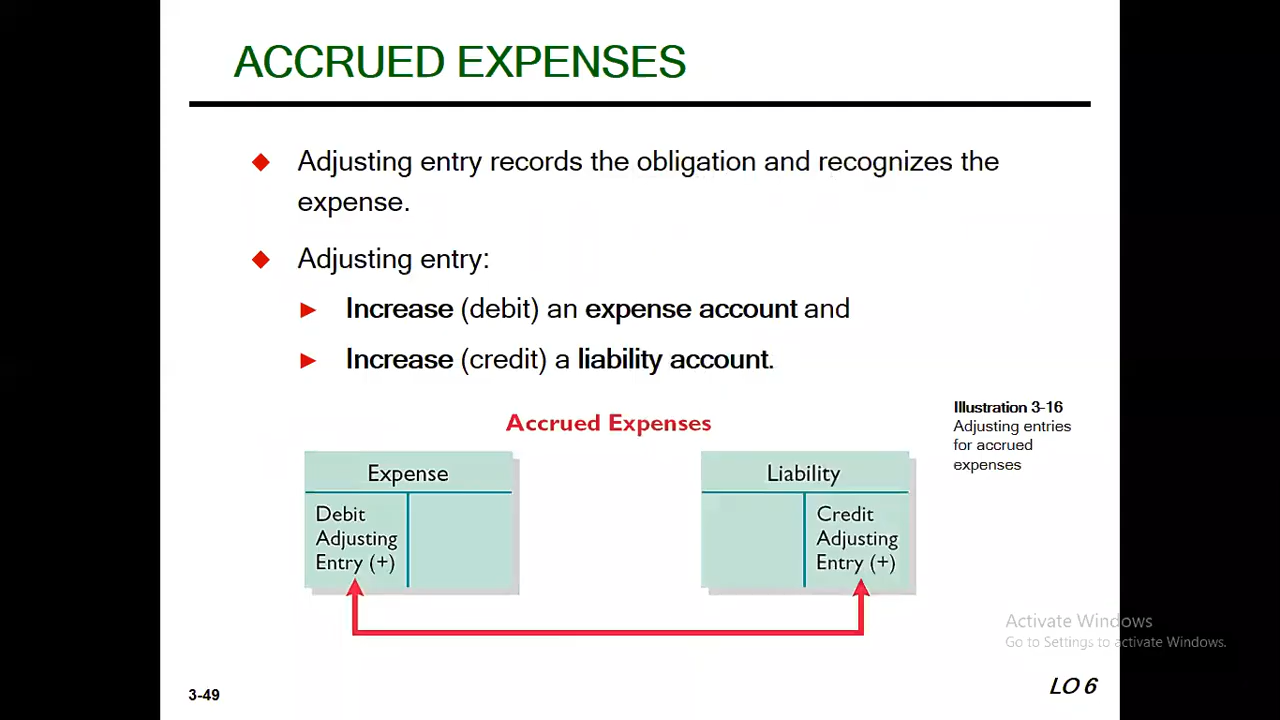 ACCRUED EXPENSES
Adjusting entry records the obligation and recognizes the
expense.
Adjusting entry:
Increase (debit) an expense account and
Increase (credit) a liability account.
Illustration 3-16
Adjusting entries
for accrued
expenses
Accrued Expenses
Expense
Debit
Adjusting
Entry (+)
Liability
Credit
Adjusting
Entry (+)
Activate Windows
Go to Settings to activate Windows.
3-49
LO 6